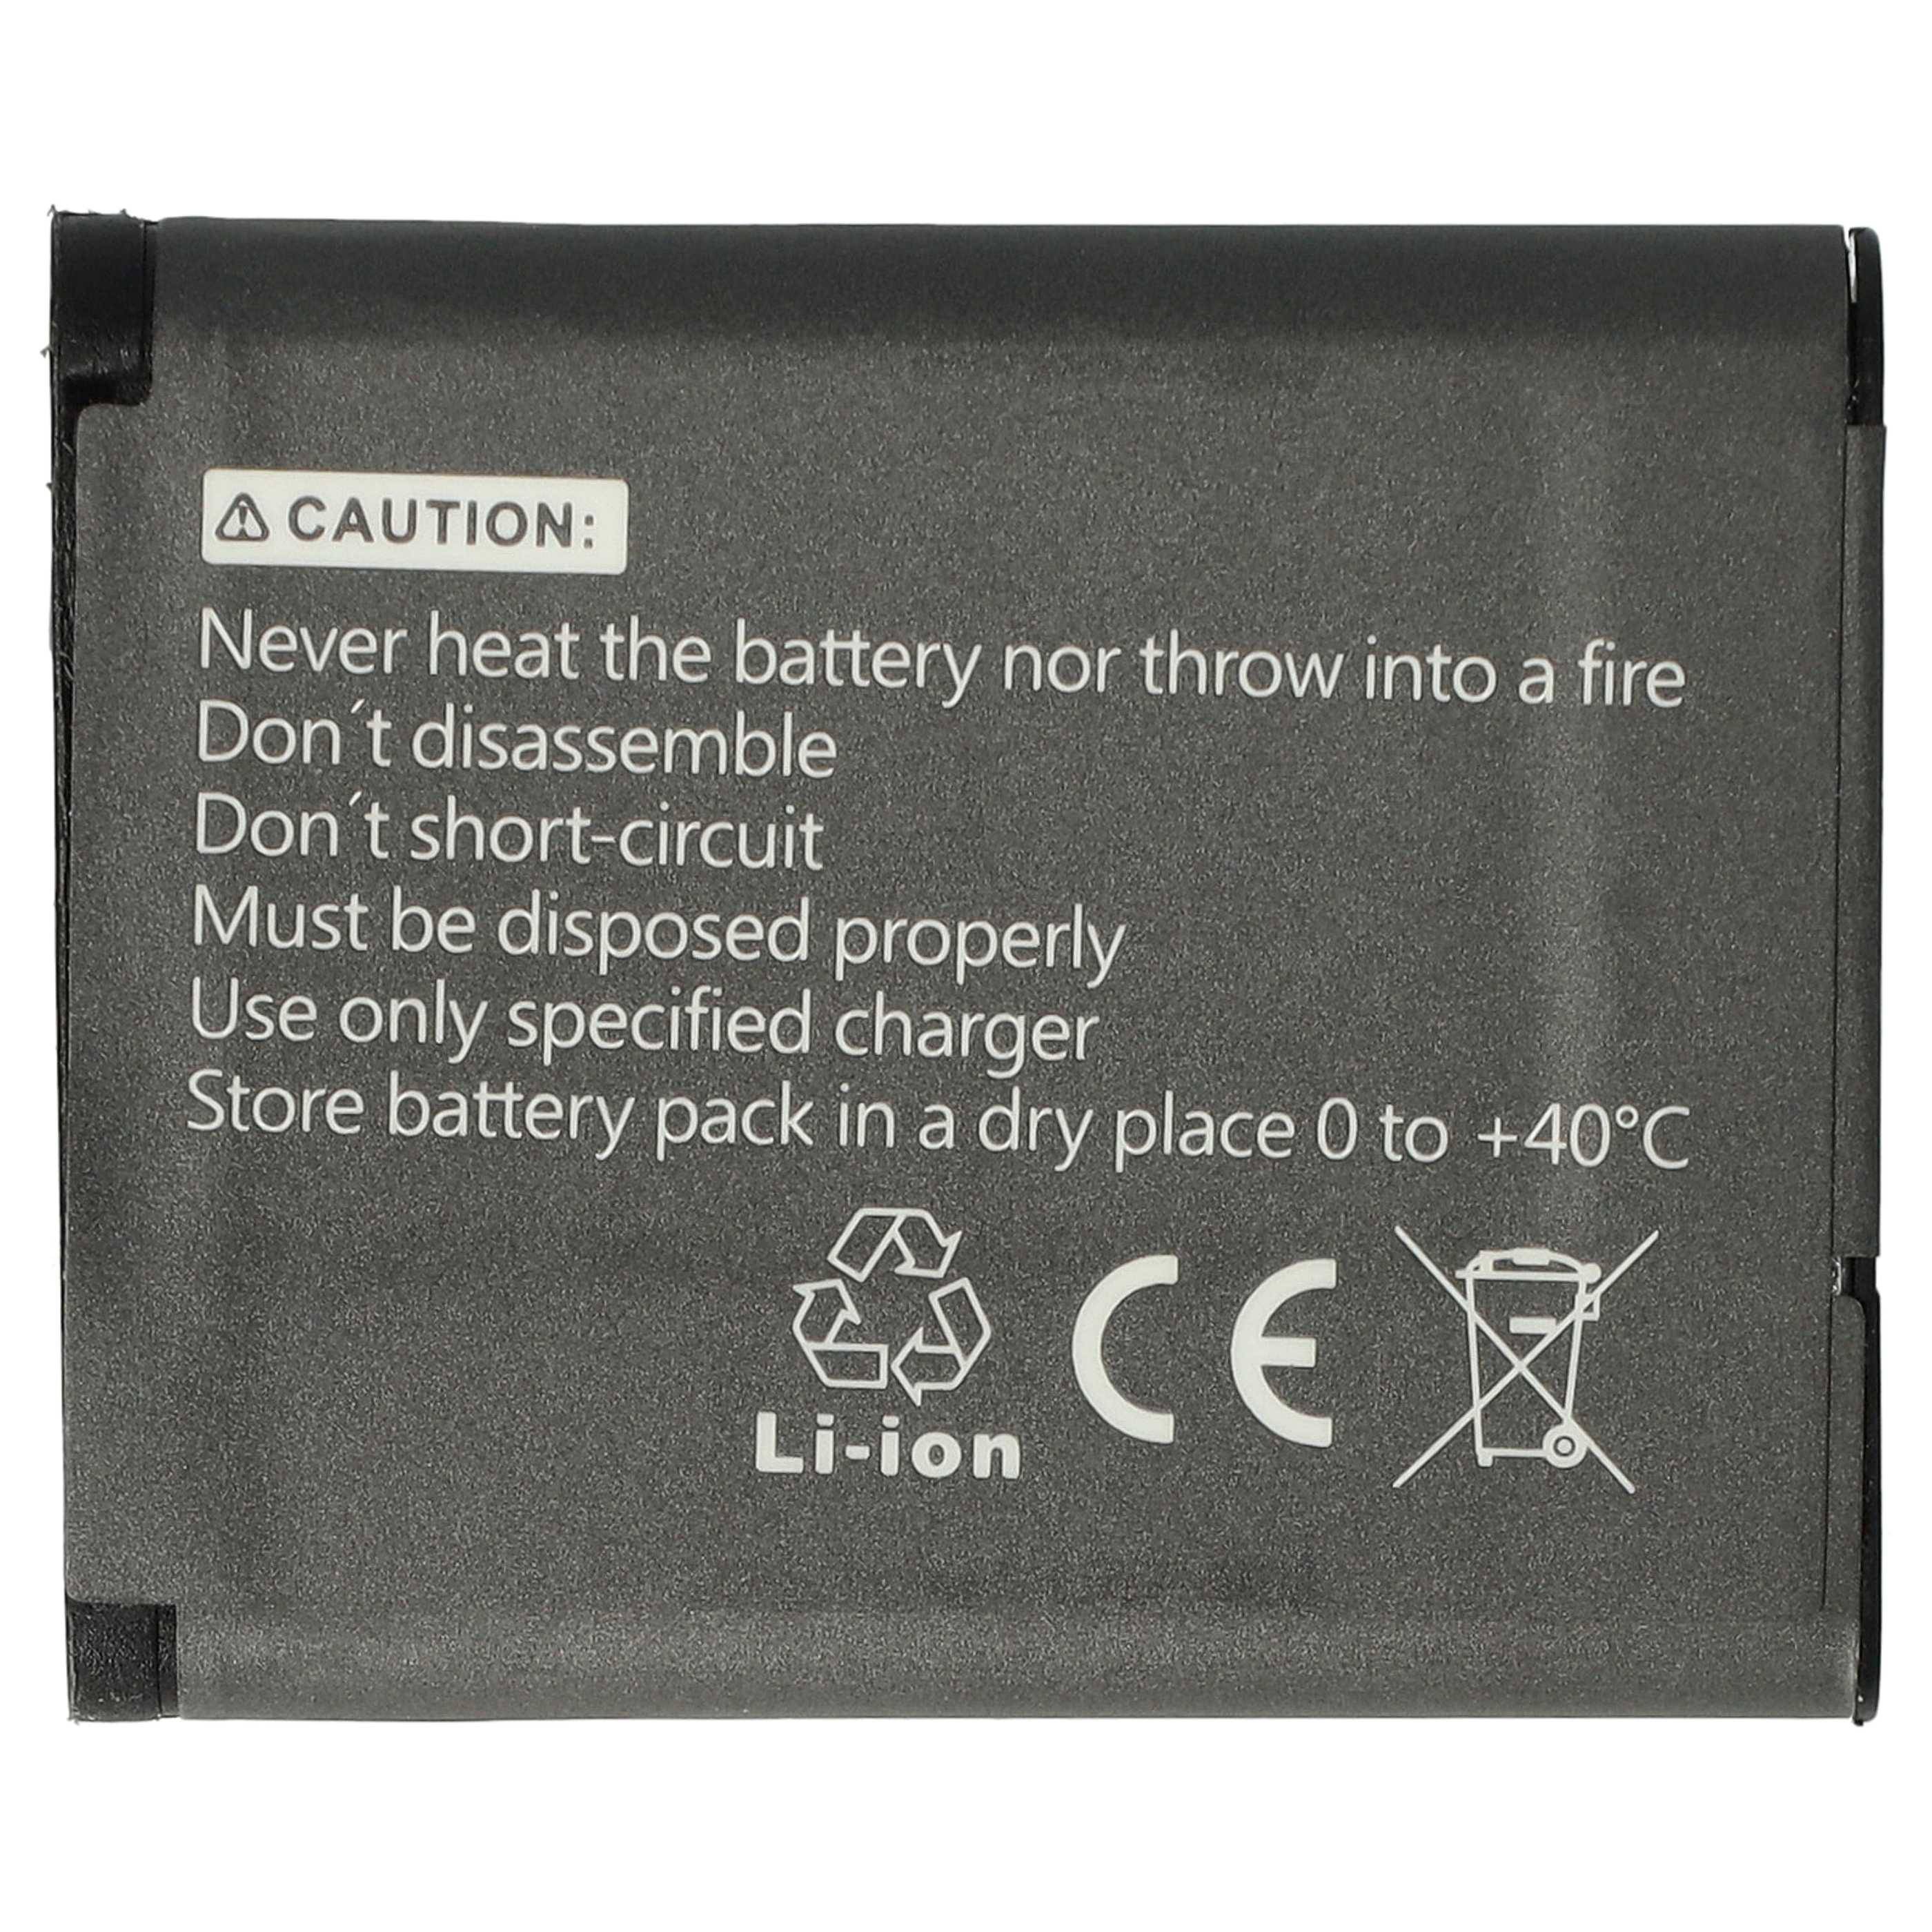 ⚠ CAUTION:
Never heat the battery nor throw into a fire
Don´t disassemble
Don´t short-circuit
Must be disposed properly
Use only specified charger
Store battery pack in a dry place 0 to +40°C
CE
Li-ion